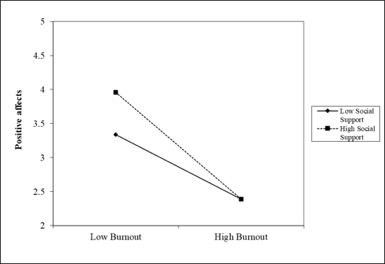 5
4.5
4
3.5
3
2.5
2
Positive affects
Low Burnout
High Burnout
Low Social
Support
High Social
Support